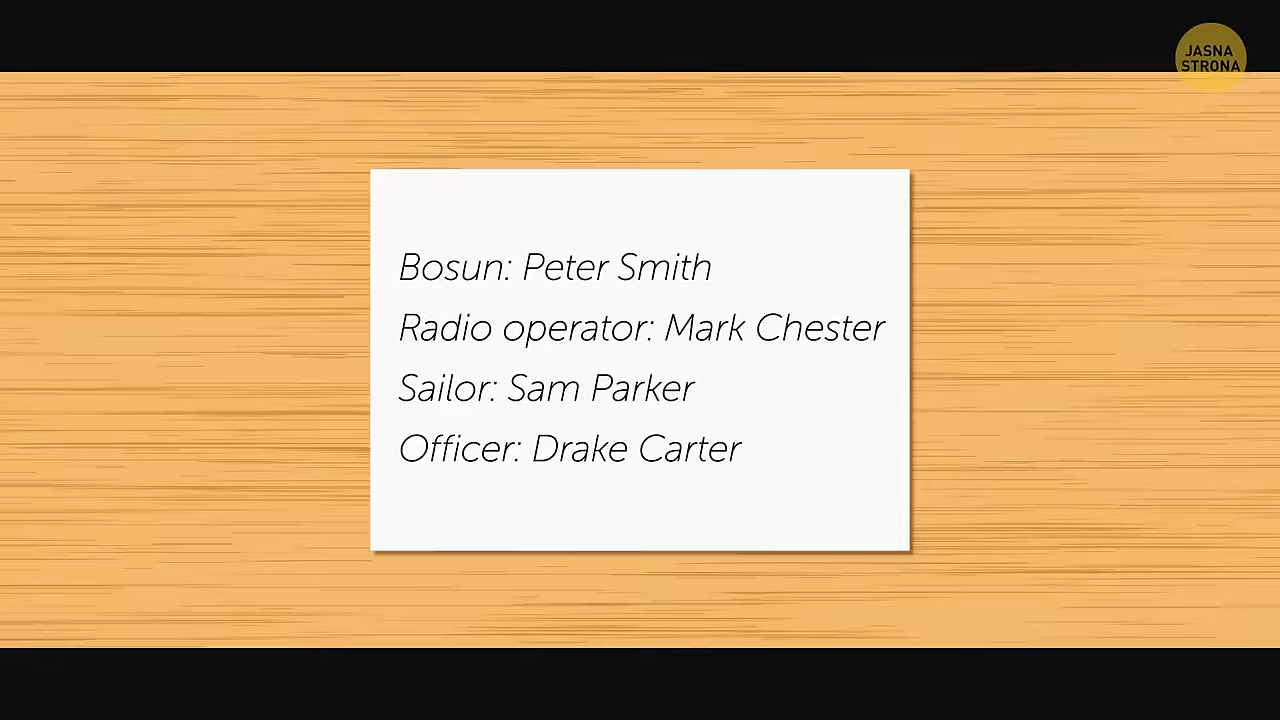 JASNA
STRONA
Bosun: Peter Smith
Radio operator: Mark Chester
Sailor: Sam Parker
Officer: Drake Carter